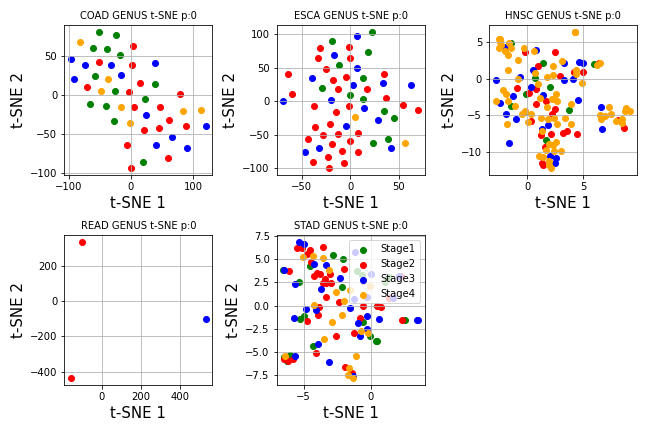 COAD GENUS t-SNE p:0
ESCA GENUS t-SNE p:0
HNSC GENUS t-SNE p:0
t-SNE 2
100
50
0
−50
−100
t-SNE 2
100
50
0
−50
−100
t-SNE 2
5
0
−5
−10
−100
0
100
−50
0
50
0
5
t-SNE 1
t-SNE 1
t-SNE 1
READ GENUS t-SNE p:0
STAD GENUS t-SNE p:0
t-SNE 2
200
0
−200
−400
t-SNE 2
7.5
5.0
2.5
0.0
−2.5
−5.0
−7.5
Stage1
Stage2
Stage3
Stage4
0
200
400
−5
0
t-SNE 1
t-SNE 1